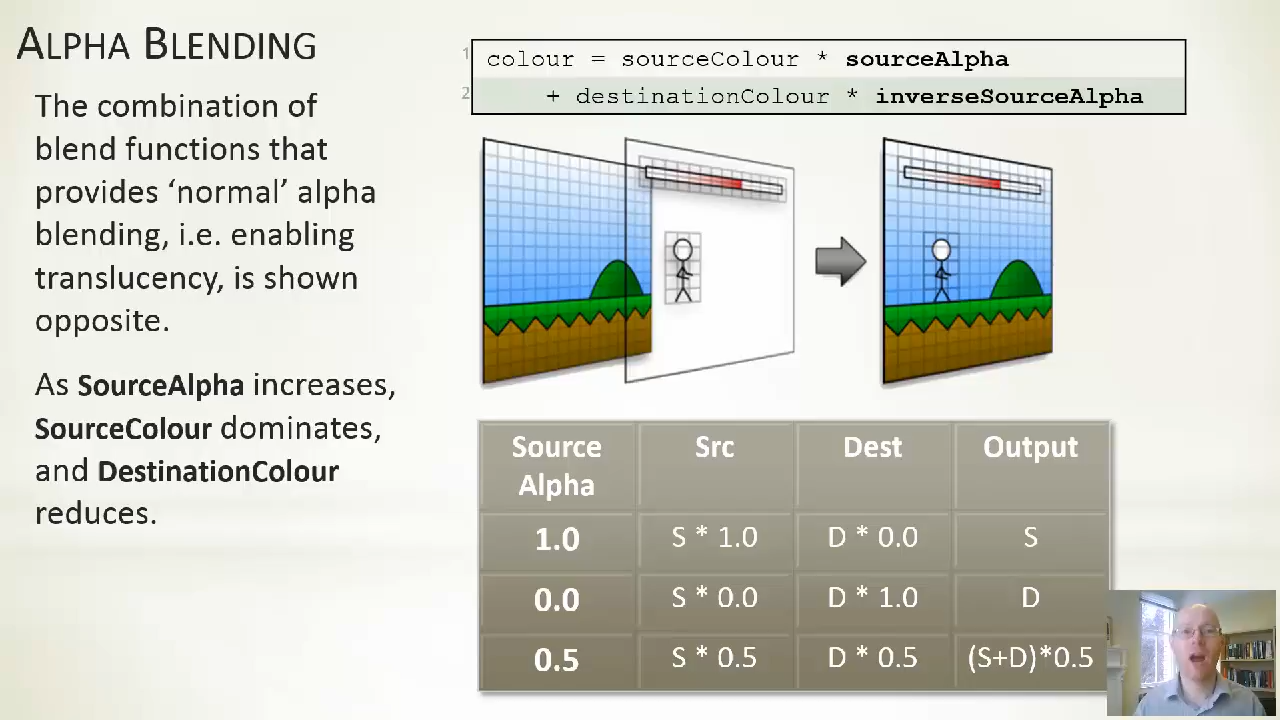 ALPHA BLENDING
The combination of
blend functions that
provides ‘normal’ alpha
blending, i.e. enabling
translucency, is shown
opposite.
As SourceAlpha increases,
SourceColour dominates,
and DestinationColour
reduces.
1 colour = sourceColour * sourceAlpha
2 + destinationColour * inverseSourceAlpha
Source Alpha Src Dest Output
1.0 S * 1.0 D * 0.0 S
0.0 S * 0.0 D * 1.0 D
0.5 S * 0.5 D * 0.5 (S+D)*0.5